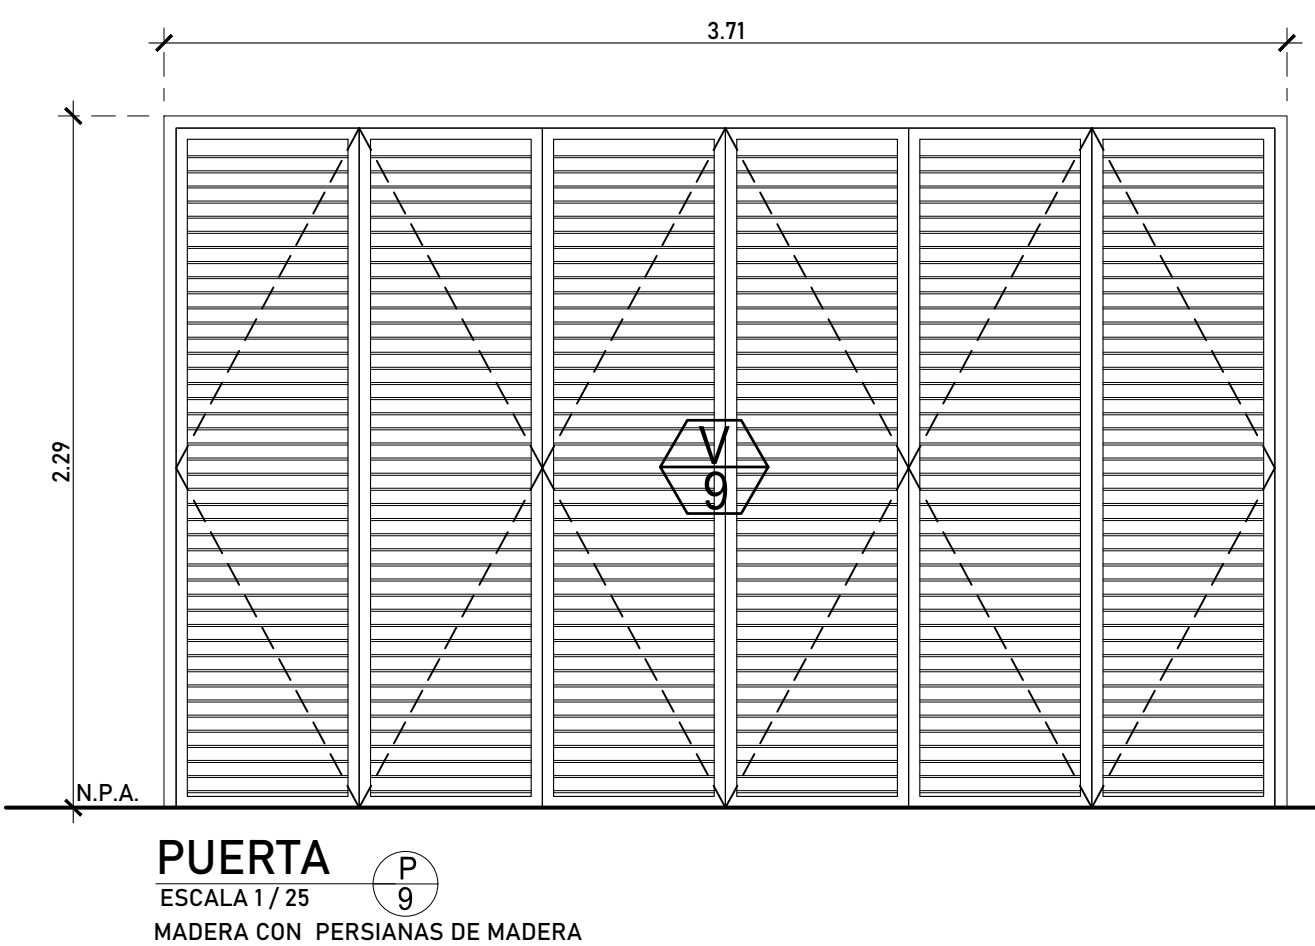 3.71
2.29
V
9
N.P.A.
PUERTA
P
9
ESCALA 1 / 25
MADERA CON PERSIANAS DE MADERA